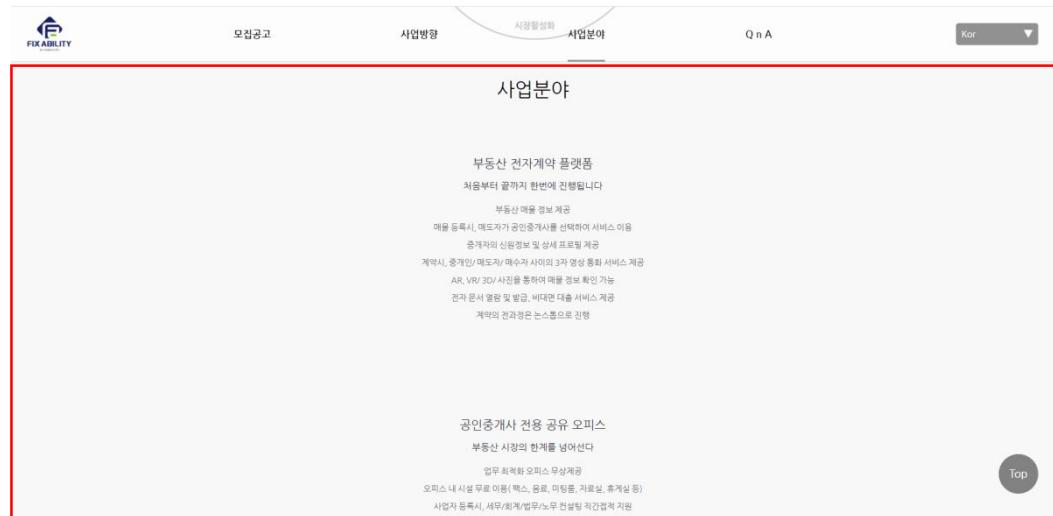 FIX ABILITY
모집공고
사업방향
시장활성화
사업분야
Q n A
Kor
사업분야
부동산 전자계약 플랫폼
처음부터 끝까지 한번에 진행됩니다
부동산 매물 정보 제공
매물 등록시, 매도자가 공인중개사를 선택하여 서비스 이용
중개자의 신원정보 및 상세 프로필 제공
계약시, 중개인/ 매도자/ 매수자 사이의 3자 영상 통화 서비스 제공
AR, VR/ 3D/ 사진을 통하여 매물 정보 확인 가능
전자 문서 열람 및 발급, 비대면 대출 서비스 제공
계약의 전과정은 논스톱으로 진행
공인중개사 전용 공유 오피스
부동산 시장의 한계를 넘어선다
업무 최적화 오피스 무상제공
오피스 내 시설 무료 이용( 팩스, 음료, 미팅룸, 자료실, 휴게실 등)
사업자 등록시, 세무/회계/법무/노무 컨설팅 직간접적 지원
Top